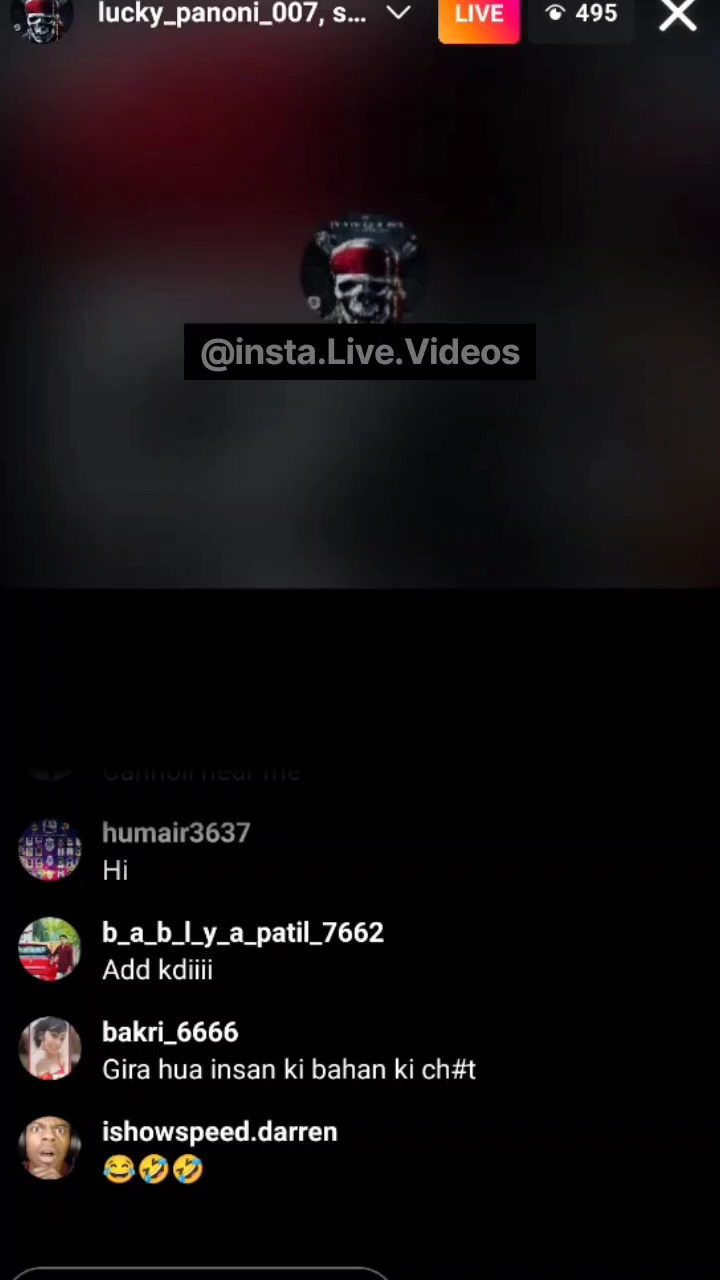 lucky_panoni_007, s...
LIVE
495
@insta.Live.Videos
humair3637
Hi
b_a_b_l_y_a_patil_7662
Add kdiiii
bakri_6666
Gira hua insan ki bahan ki ch#t
ishowspeed.darren
😂🤣🤣